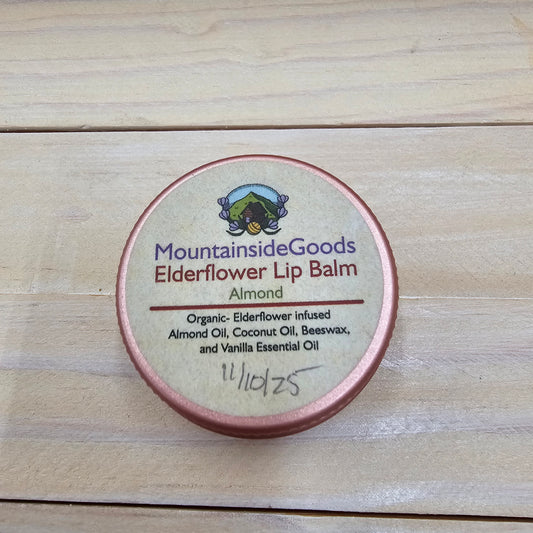 MountainsideGoods
Elderflower Lip Balm
Almond
Organic- Elderflower infused
Almond Oil, Coconut Oil, Beeswax,
and Vanilla Essential Oil
11/10/25